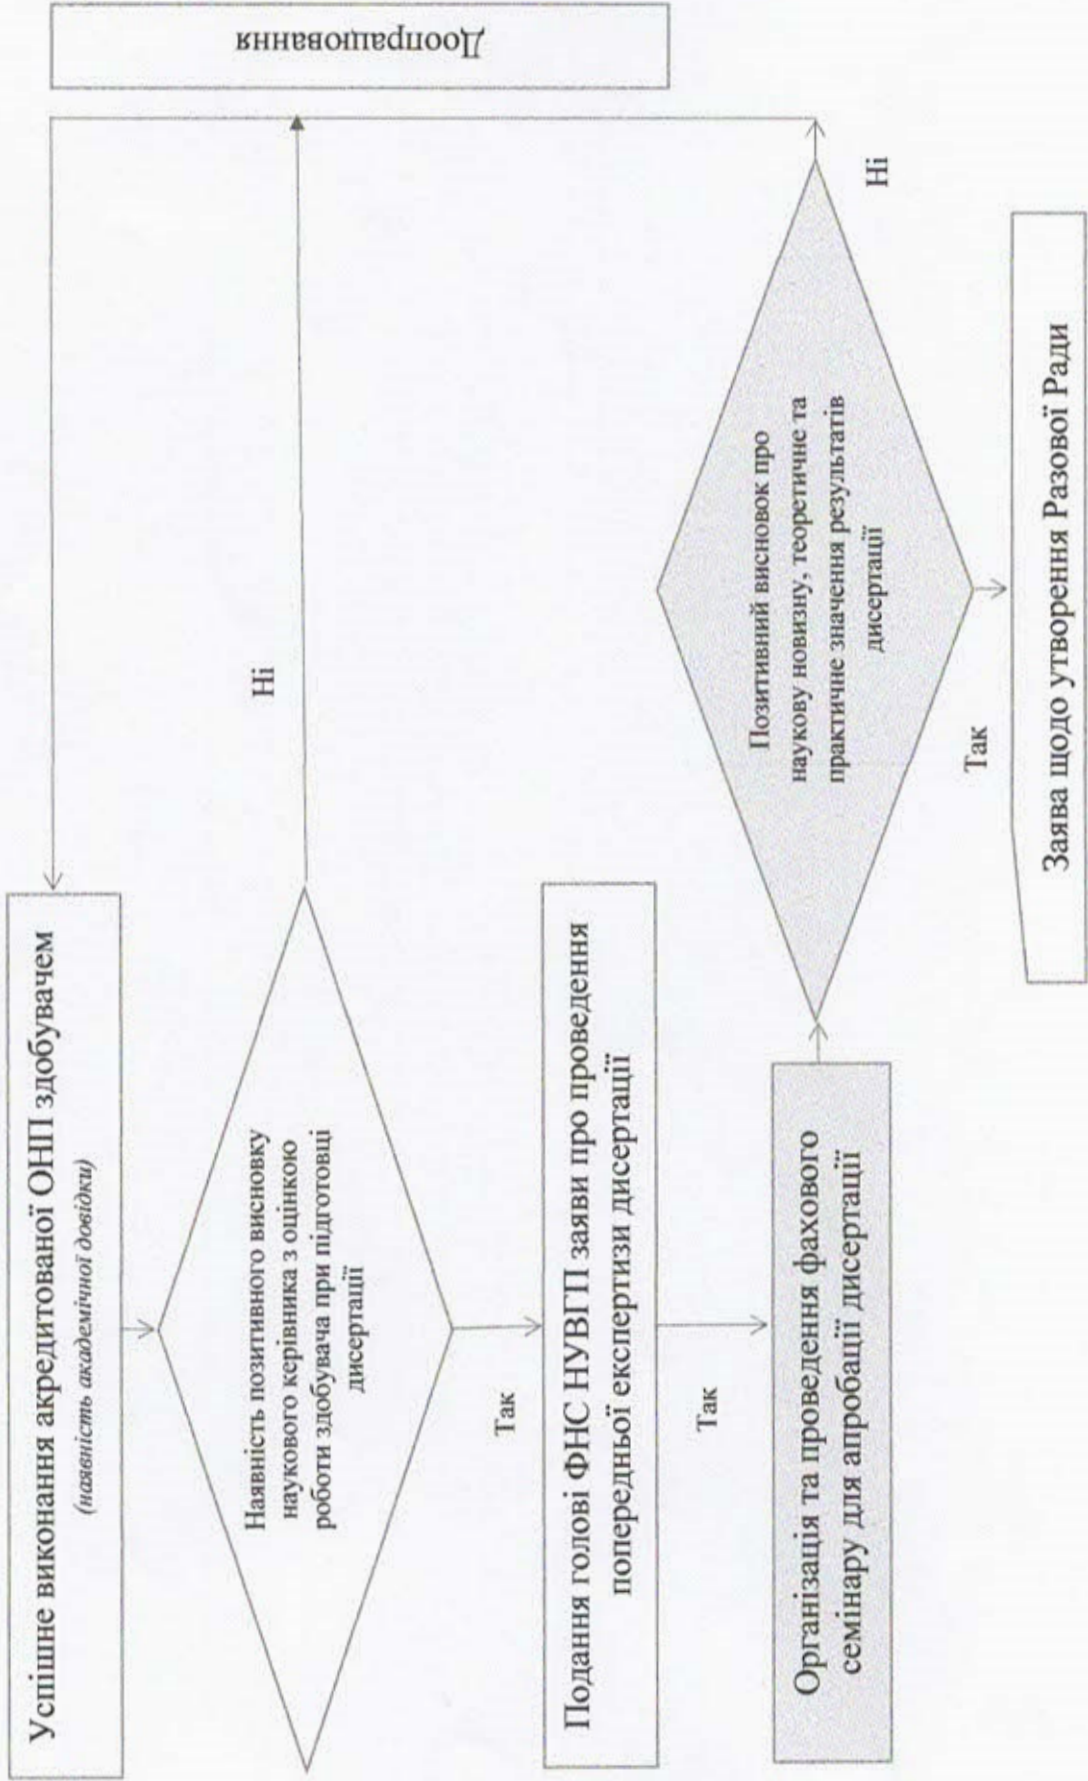 Успішне виконання акредитованої ОНП здобувачем
(наявність академічної довідки)
Наявність позитивного висновку
наукового керівника з оцінкою
роботи здобувача при підготовці
дисертації
Ні
Доопрацювання
Так
Подання голові ФНС НУВГП заяви про проведення
попередньої експертизи дисертації
Так
Організація та проведення фахового
семінару для апробації дисертації
Позитивний висновок про
наукову новизну, теоретичне та
практичне значення результатів
дисертації
Ні
Так
Заява щодо утворення Разової Ради